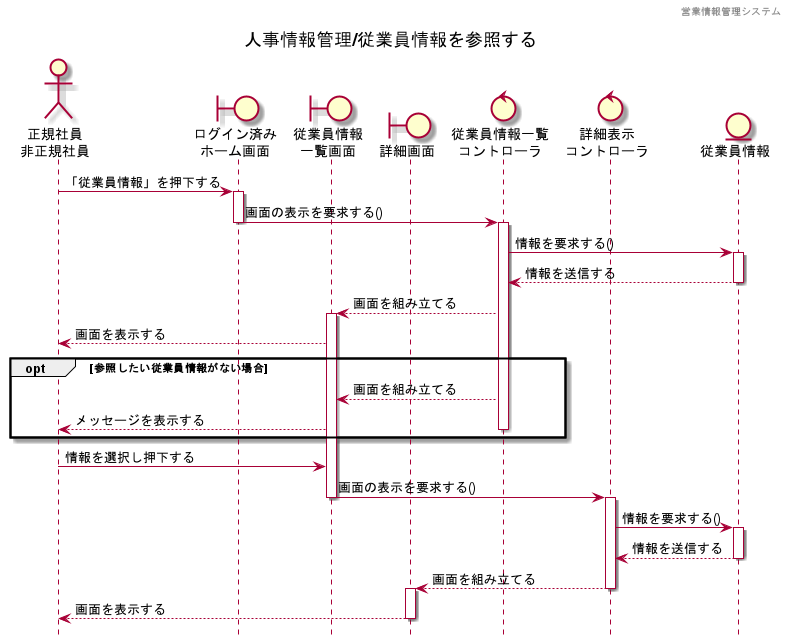 営業情報管理システム
人事情報管理/従業員情報を参照する
正規社員
非正規社員
ログイン済み
ホーム画面
従業員情報
一覧画面
詳細画面
従業員情報一覧
コントローラ
詳細表示
コントローラ
従業員情報
「従業員情報」を押下する
画面の表示を要求する()
情報を要求する()
情報を送信する
画面を組み立てる
画面を表示する
opt
[参照したい従業員情報がない場合]
画面を組み立てる
メッセージを表示する
情報を選択し押下する
画面の表示を要求する()
情報を要求する()
情報を送信する
画面を組み立てる
画面を表示する